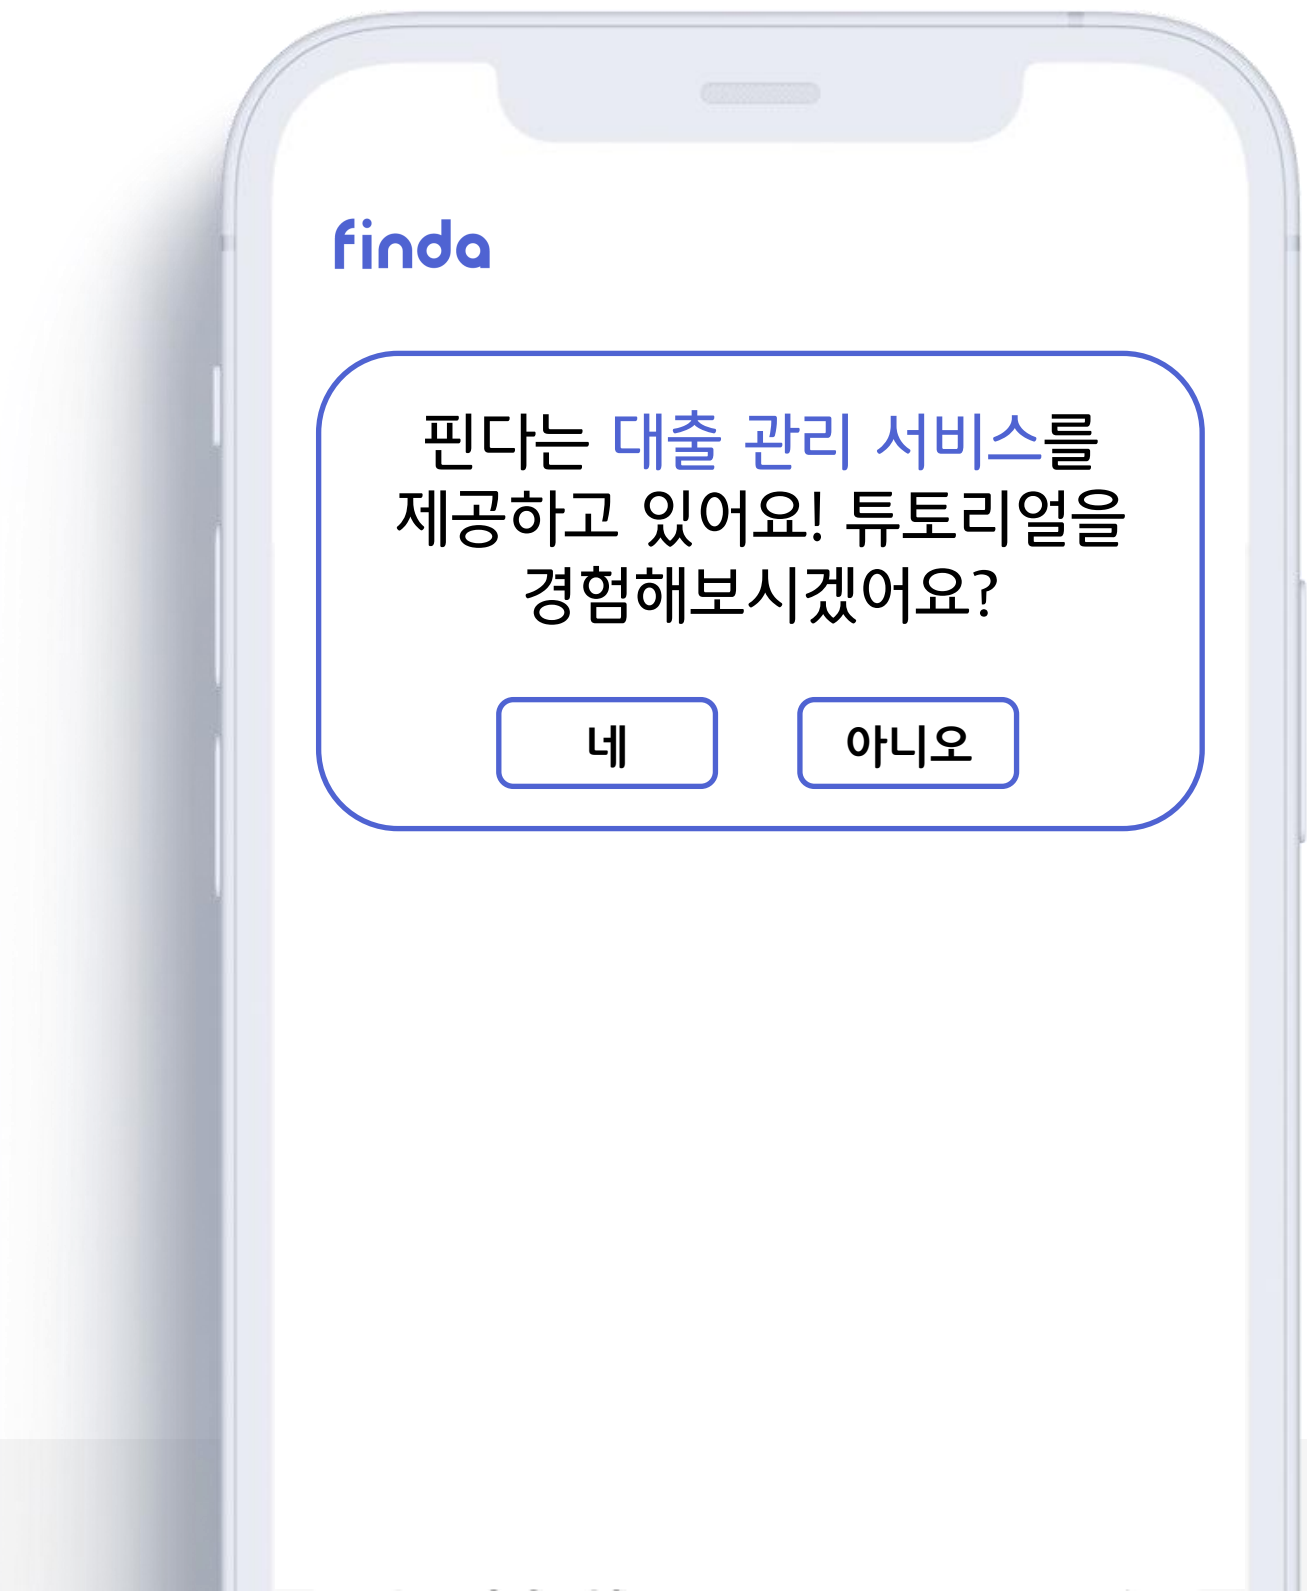 finda
핀다는 대출 관리 서비스를
제공하고 있어요! 튜토리얼을
경험해보시겠어요?
네
아니오